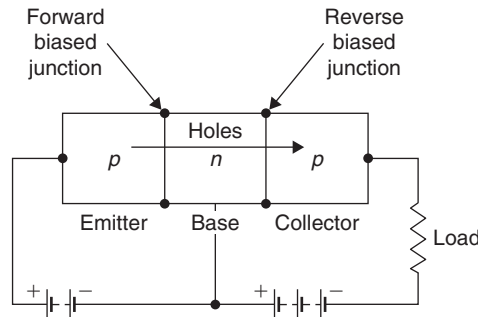 Forward
biased
junction
Reverse
biased
junction
Holes
p
n
p
Emitter
Base
Collector
Load
+
−
+
−